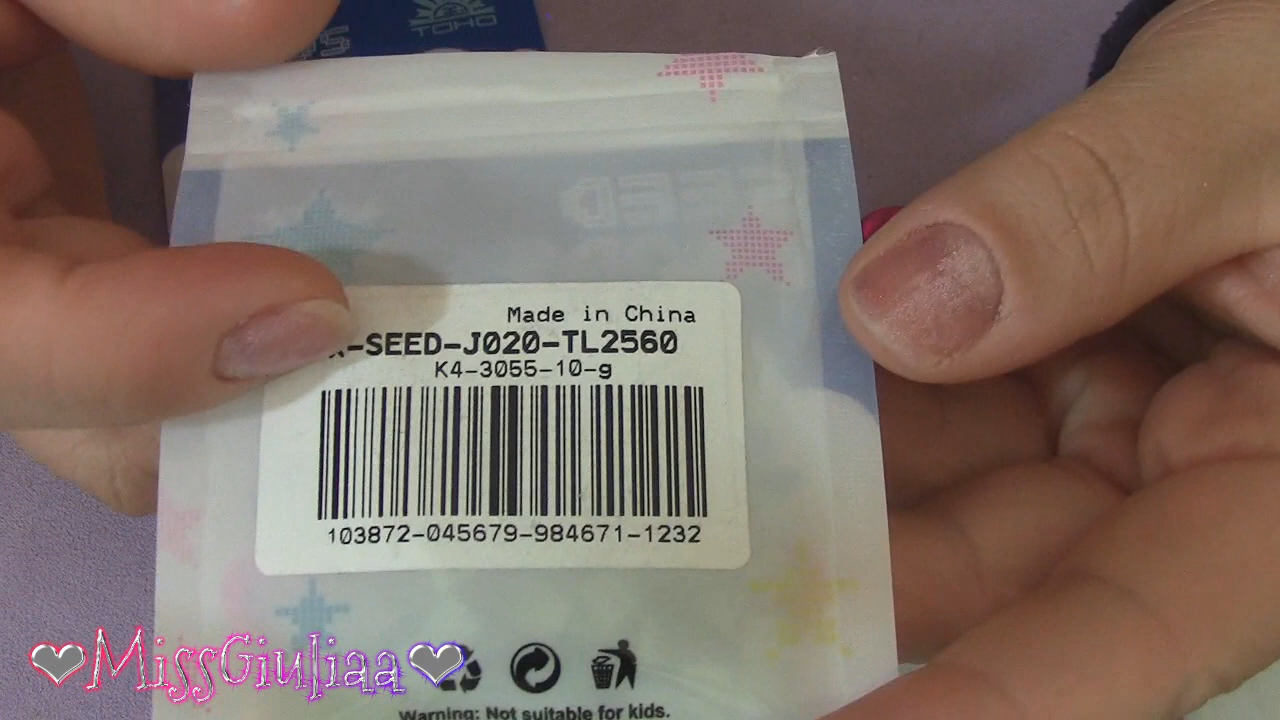 TOHO
Made in China
-SEED-J020-TL2560
K4-3055-10-g
103872-045679-984671-1232
MissGiuliaa
Warning: Not suitable for kids.